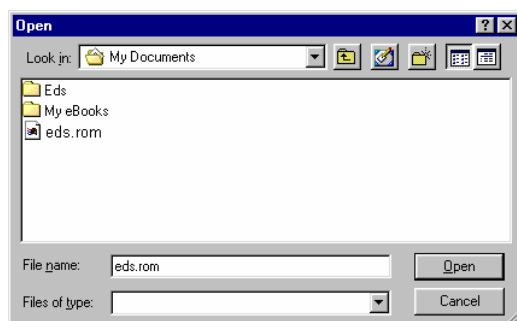 Open
Look in: My Documents
Eds
My eBooks
eds.rom
File name: eds.rom Open
Files of type: Cancel